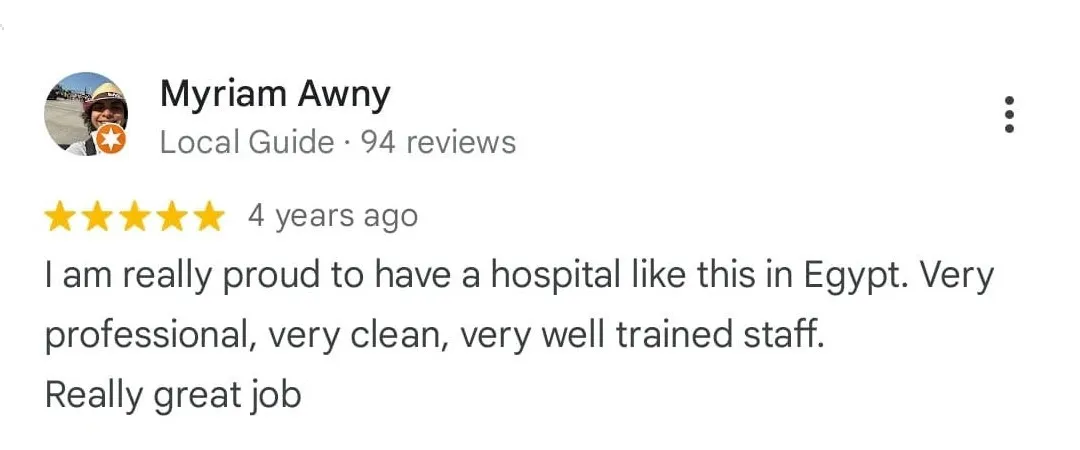 Myriam Awny
Local Guide · 94 reviews
4 years ago
I am really proud to have a hospital like this in Egypt. Very
professional, very clean, very well trained staff.
Really great job